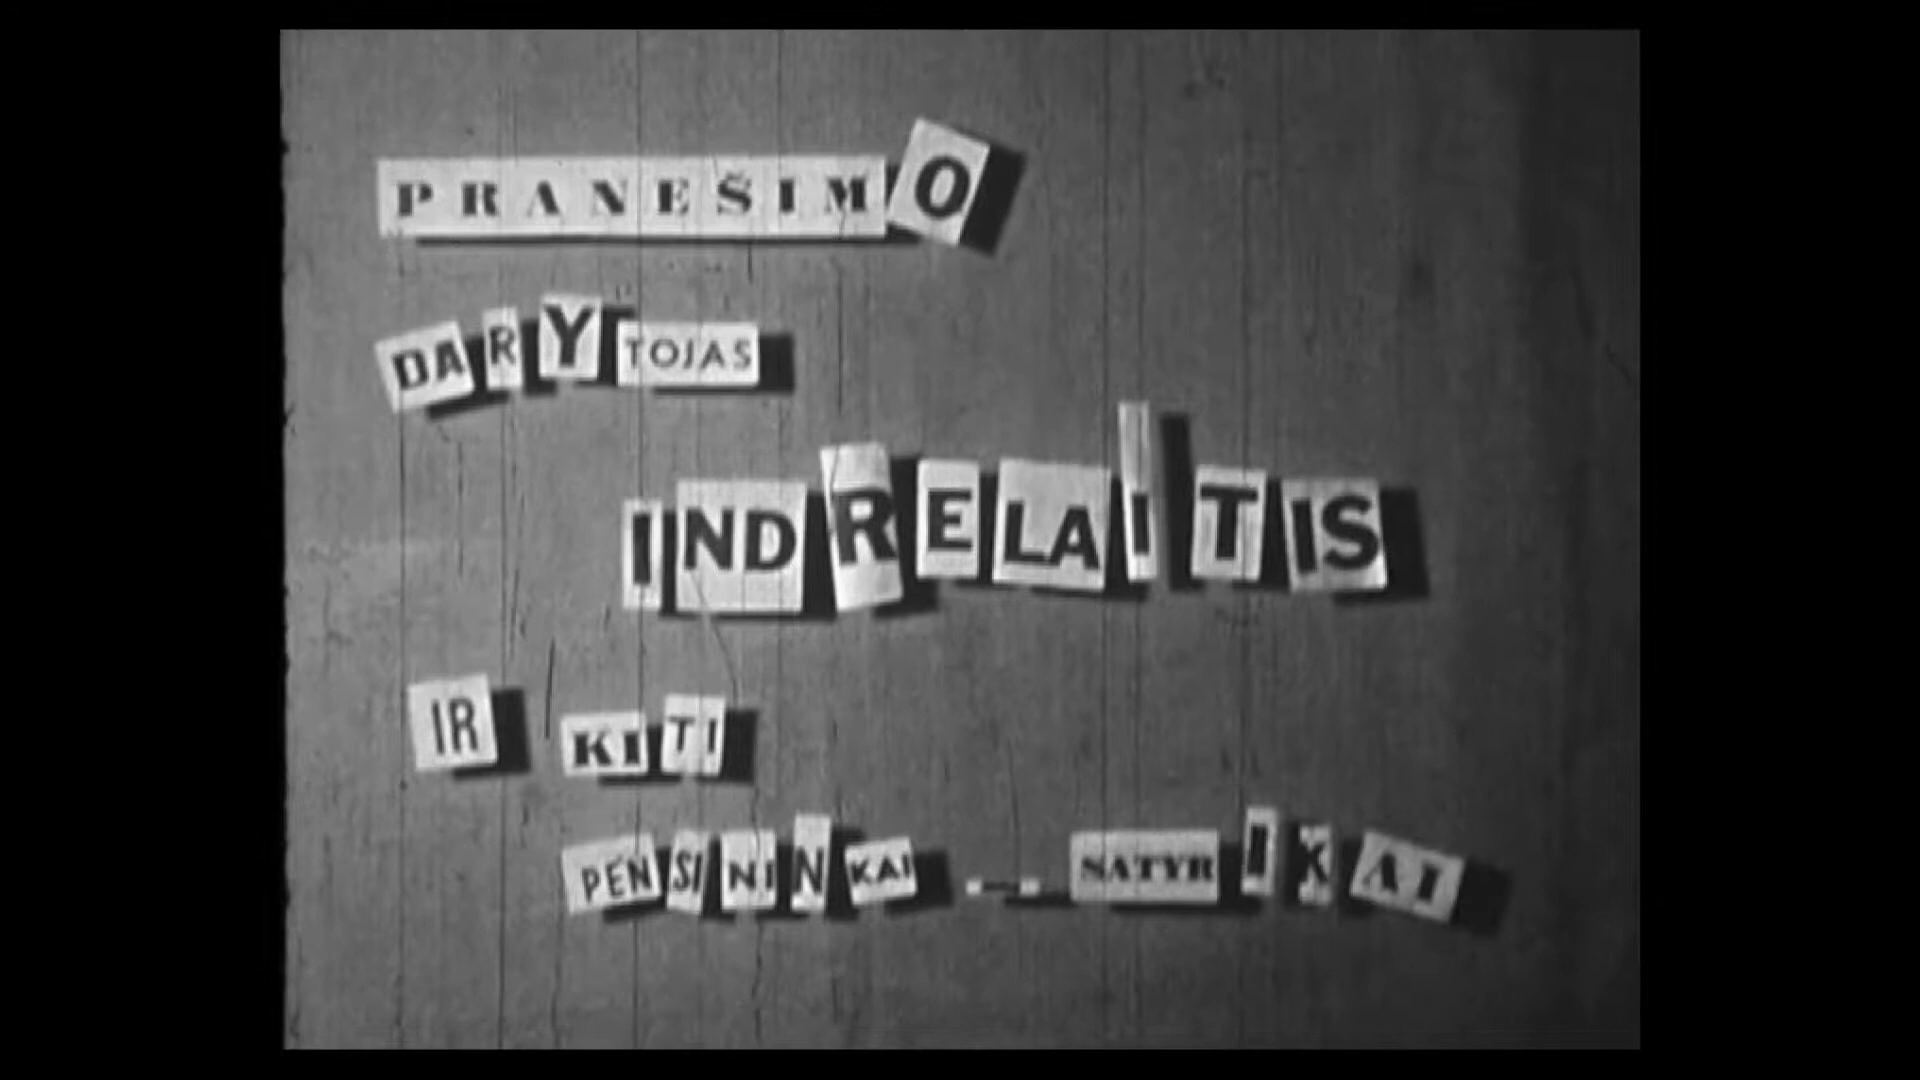 PRANEŠIMO
DARYTOJAS
INDRELAITIS
IR KITI
PENSININKAI - SATYRIKAI